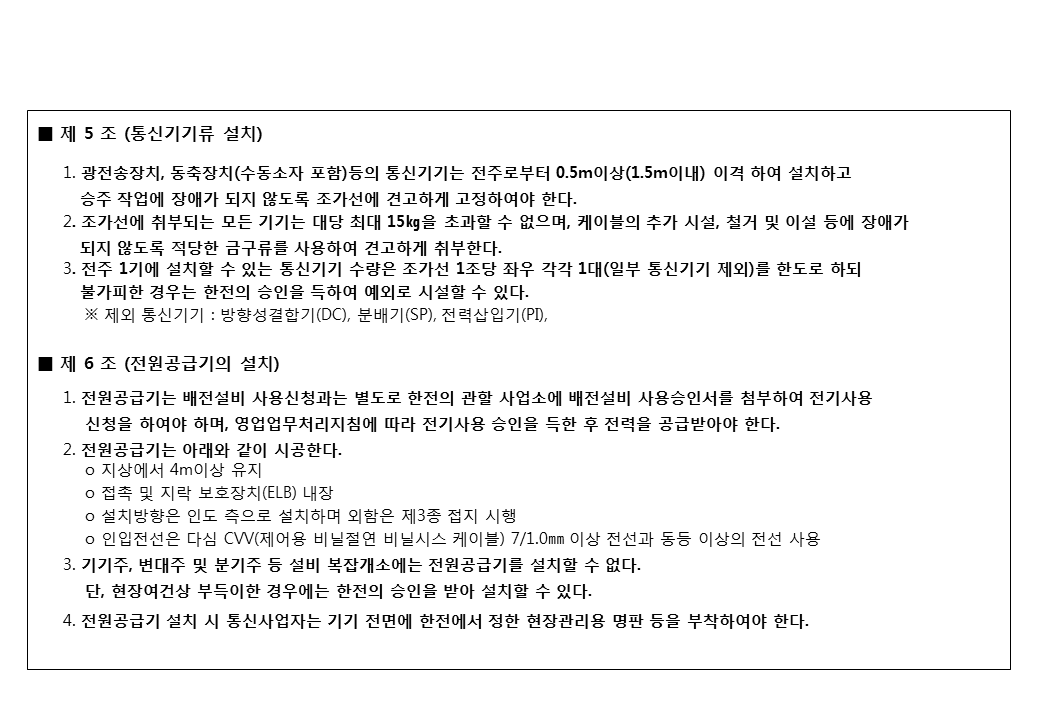 ■ 제 5 조 (통신기기류 설치)
1. 광전송장치, 동축장치(수동소자 포함)등의 통신기기는 전주로부터 0.5m이상(1.5m이내) 이격 하여 설치하고
승주 작업에 장애가 되지 않도록 조가선에 견고하게 고정하여야 한다.
2. 조가선에 취부되는 모든 기기는 대당 최대 15㎏을 초과할 수 없으며, 케이블의 추가 시설, 철거 및 이설 등에 장애가
되지 않도록 적당한 금구류를 사용하여 견고하게 취부한다.
3. 전주 1기에 설치할 수 있는 통신기기 수량은 조가선 1조당 좌우 각각 1대(일부 통신기기 제외)를 한도로 하되
불가피한 경우는 한전의 승인을 득하여 예외로 시설할 수 있다.
※ 제외 통신기기 : 방향성결합기(DC), 분배기(SP), 전력삽입기(PI),
■ 제 6 조 (전원공급기의 설치)
1. 전원공급기는 배전설비 사용신청과는 별도로 한전의 관할 사업소에 배전설비 사용승인서를 첨부하여 전기사용
신청을 하여야 하며, 영업업무처리지침에 따라 전기사용 승인을 득한 후 전력을 공급받아야 한다.
2. 전원공급기는 아래와 같이 시공한다.
o 지상에서 4m이상 유지
o 접촉 및 지락 보호장치(ELB) 내장
o 설치방향은 인도 측으로 설치하며 외함은 제3종 접지 시행
o 인입전선은 다심 CVV(제어용 비닐절연 비닐시스 케이블) 7/1.0㎜ 이상 전선과 동등 이상의 전선 사용
3. 기기주, 변대주 및 분기주 등 설비 복잡개소에는 전원공급기를 설치할 수 없다.
단, 현장여건상 부득이한 경우에는 한전의 승인을 받아 설치할 수 있다.
4. 전원공급기 설치 시 통신사업자는 기기 전면에 한전에서 정한 현장관리용 명판 등을 부착하여야 한다.